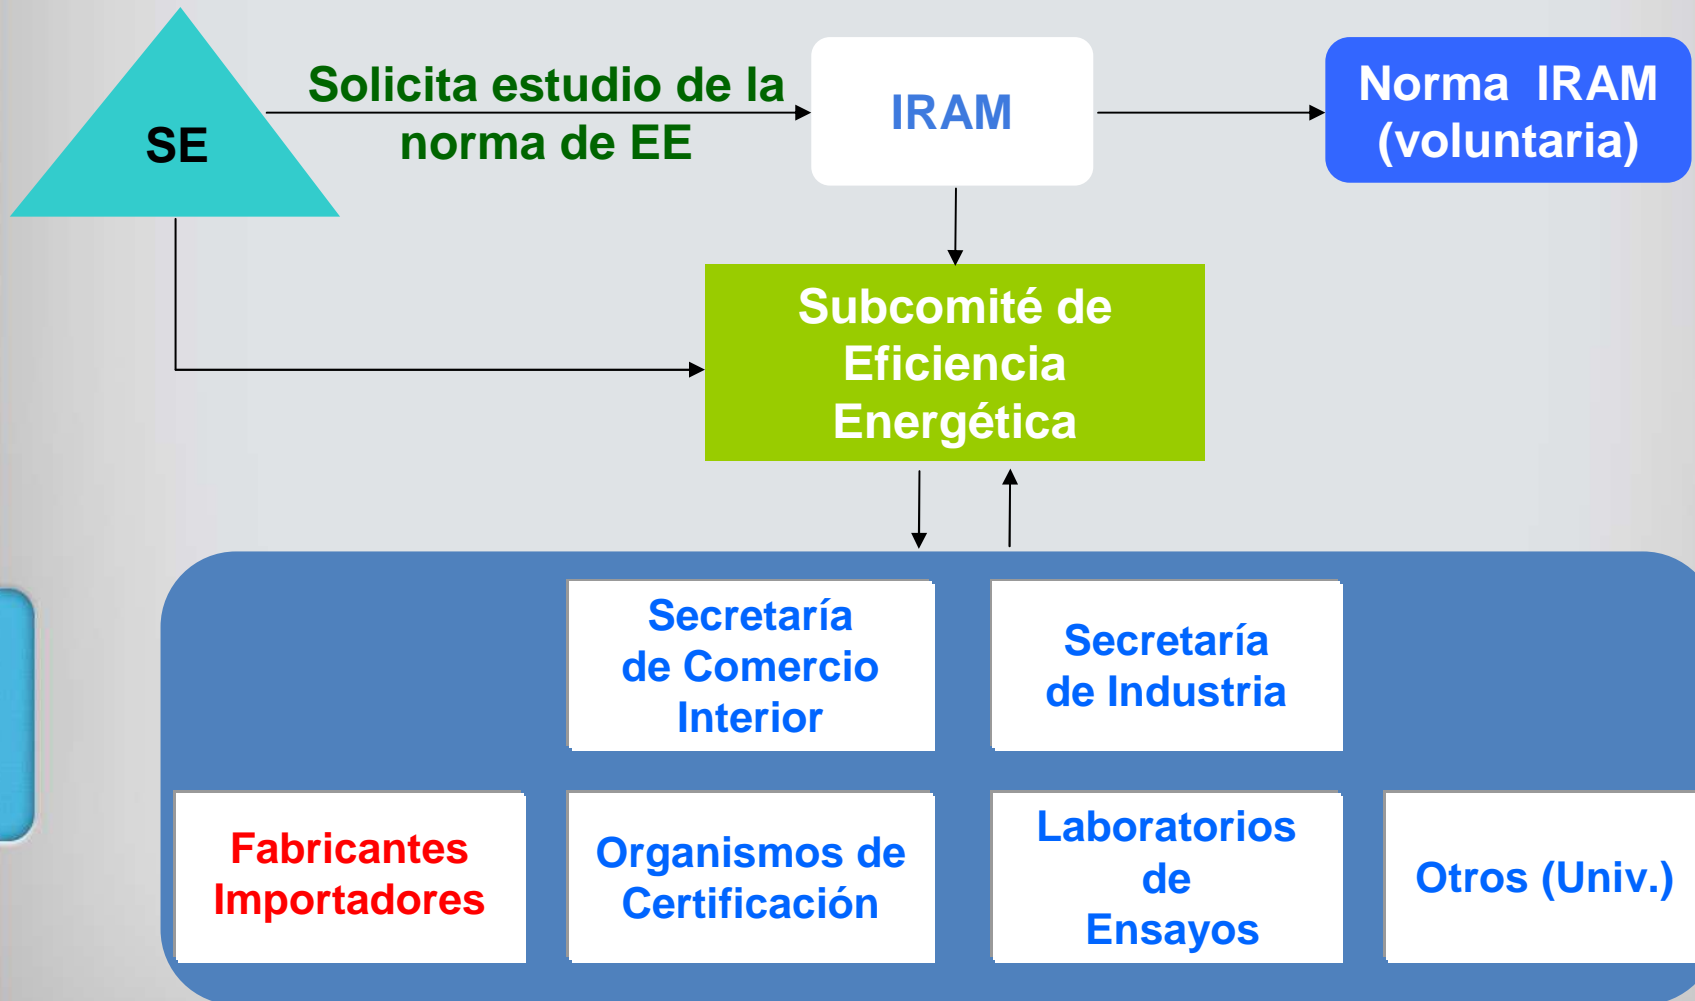 SE
Solicita estudio de la
norma de EE
IRAM
Norma IRAM
(voluntaria)
Subcomité de
Eficiencia
Energética
Secretaría
de Comercio
Interior
Secretaría
de Industria
Fabricantes
Importadores
Organismos de
Certificación
Laboratorios
de
Ensayos
Otros (Univ.)